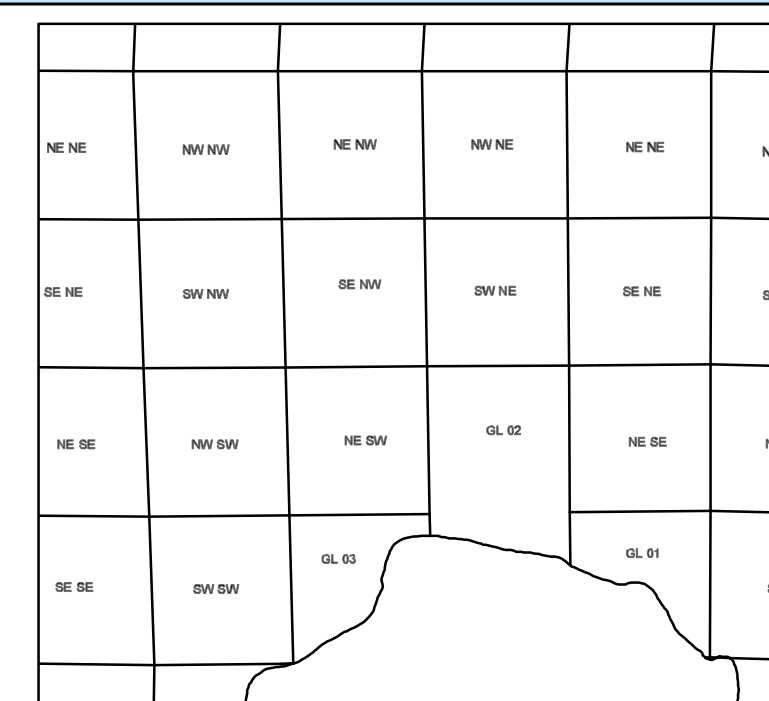 NE NE
NW NW
NE NW
NW NE
NE NE
SE NE
SW NW
SE NW
SW NE
SE NE
NE SE
NW SW
NE SW
GL 02
NE SE
SE SE
SW SW
GL 03
GL 01